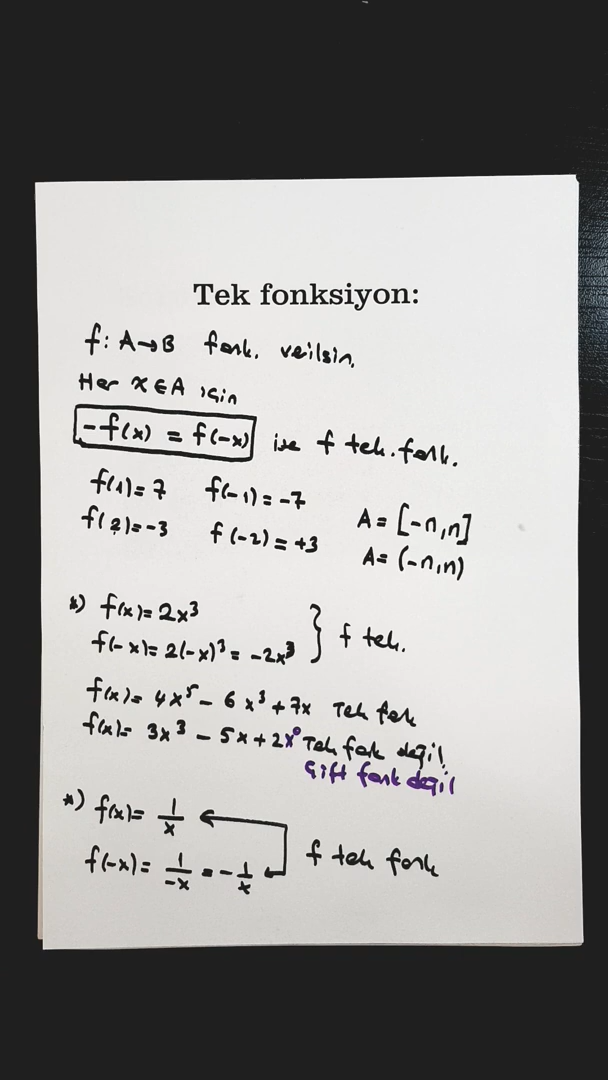 Tek fonksiyon:
f: A→B fonk. verilsin,
Her x∈A için
-f(x) = f(-x) ise f tek.fonk.
f(1)=7 f(-1)=-7 A=[-n,n]
f(2)=-3 f(-2)=+3 A=(-n,n)
*) f(x)=2x³
f(-x)=2(-x)³=-2x³ } f tek.
f(x)=4x⁵-6x³+7x Tek fonk
f(x)=3x³-5x+2x⁰ Tek fonk değil,
Çift fonk değil
*) f(x)=1/x
f(-x)=1/-x=-1/x f tek fonk